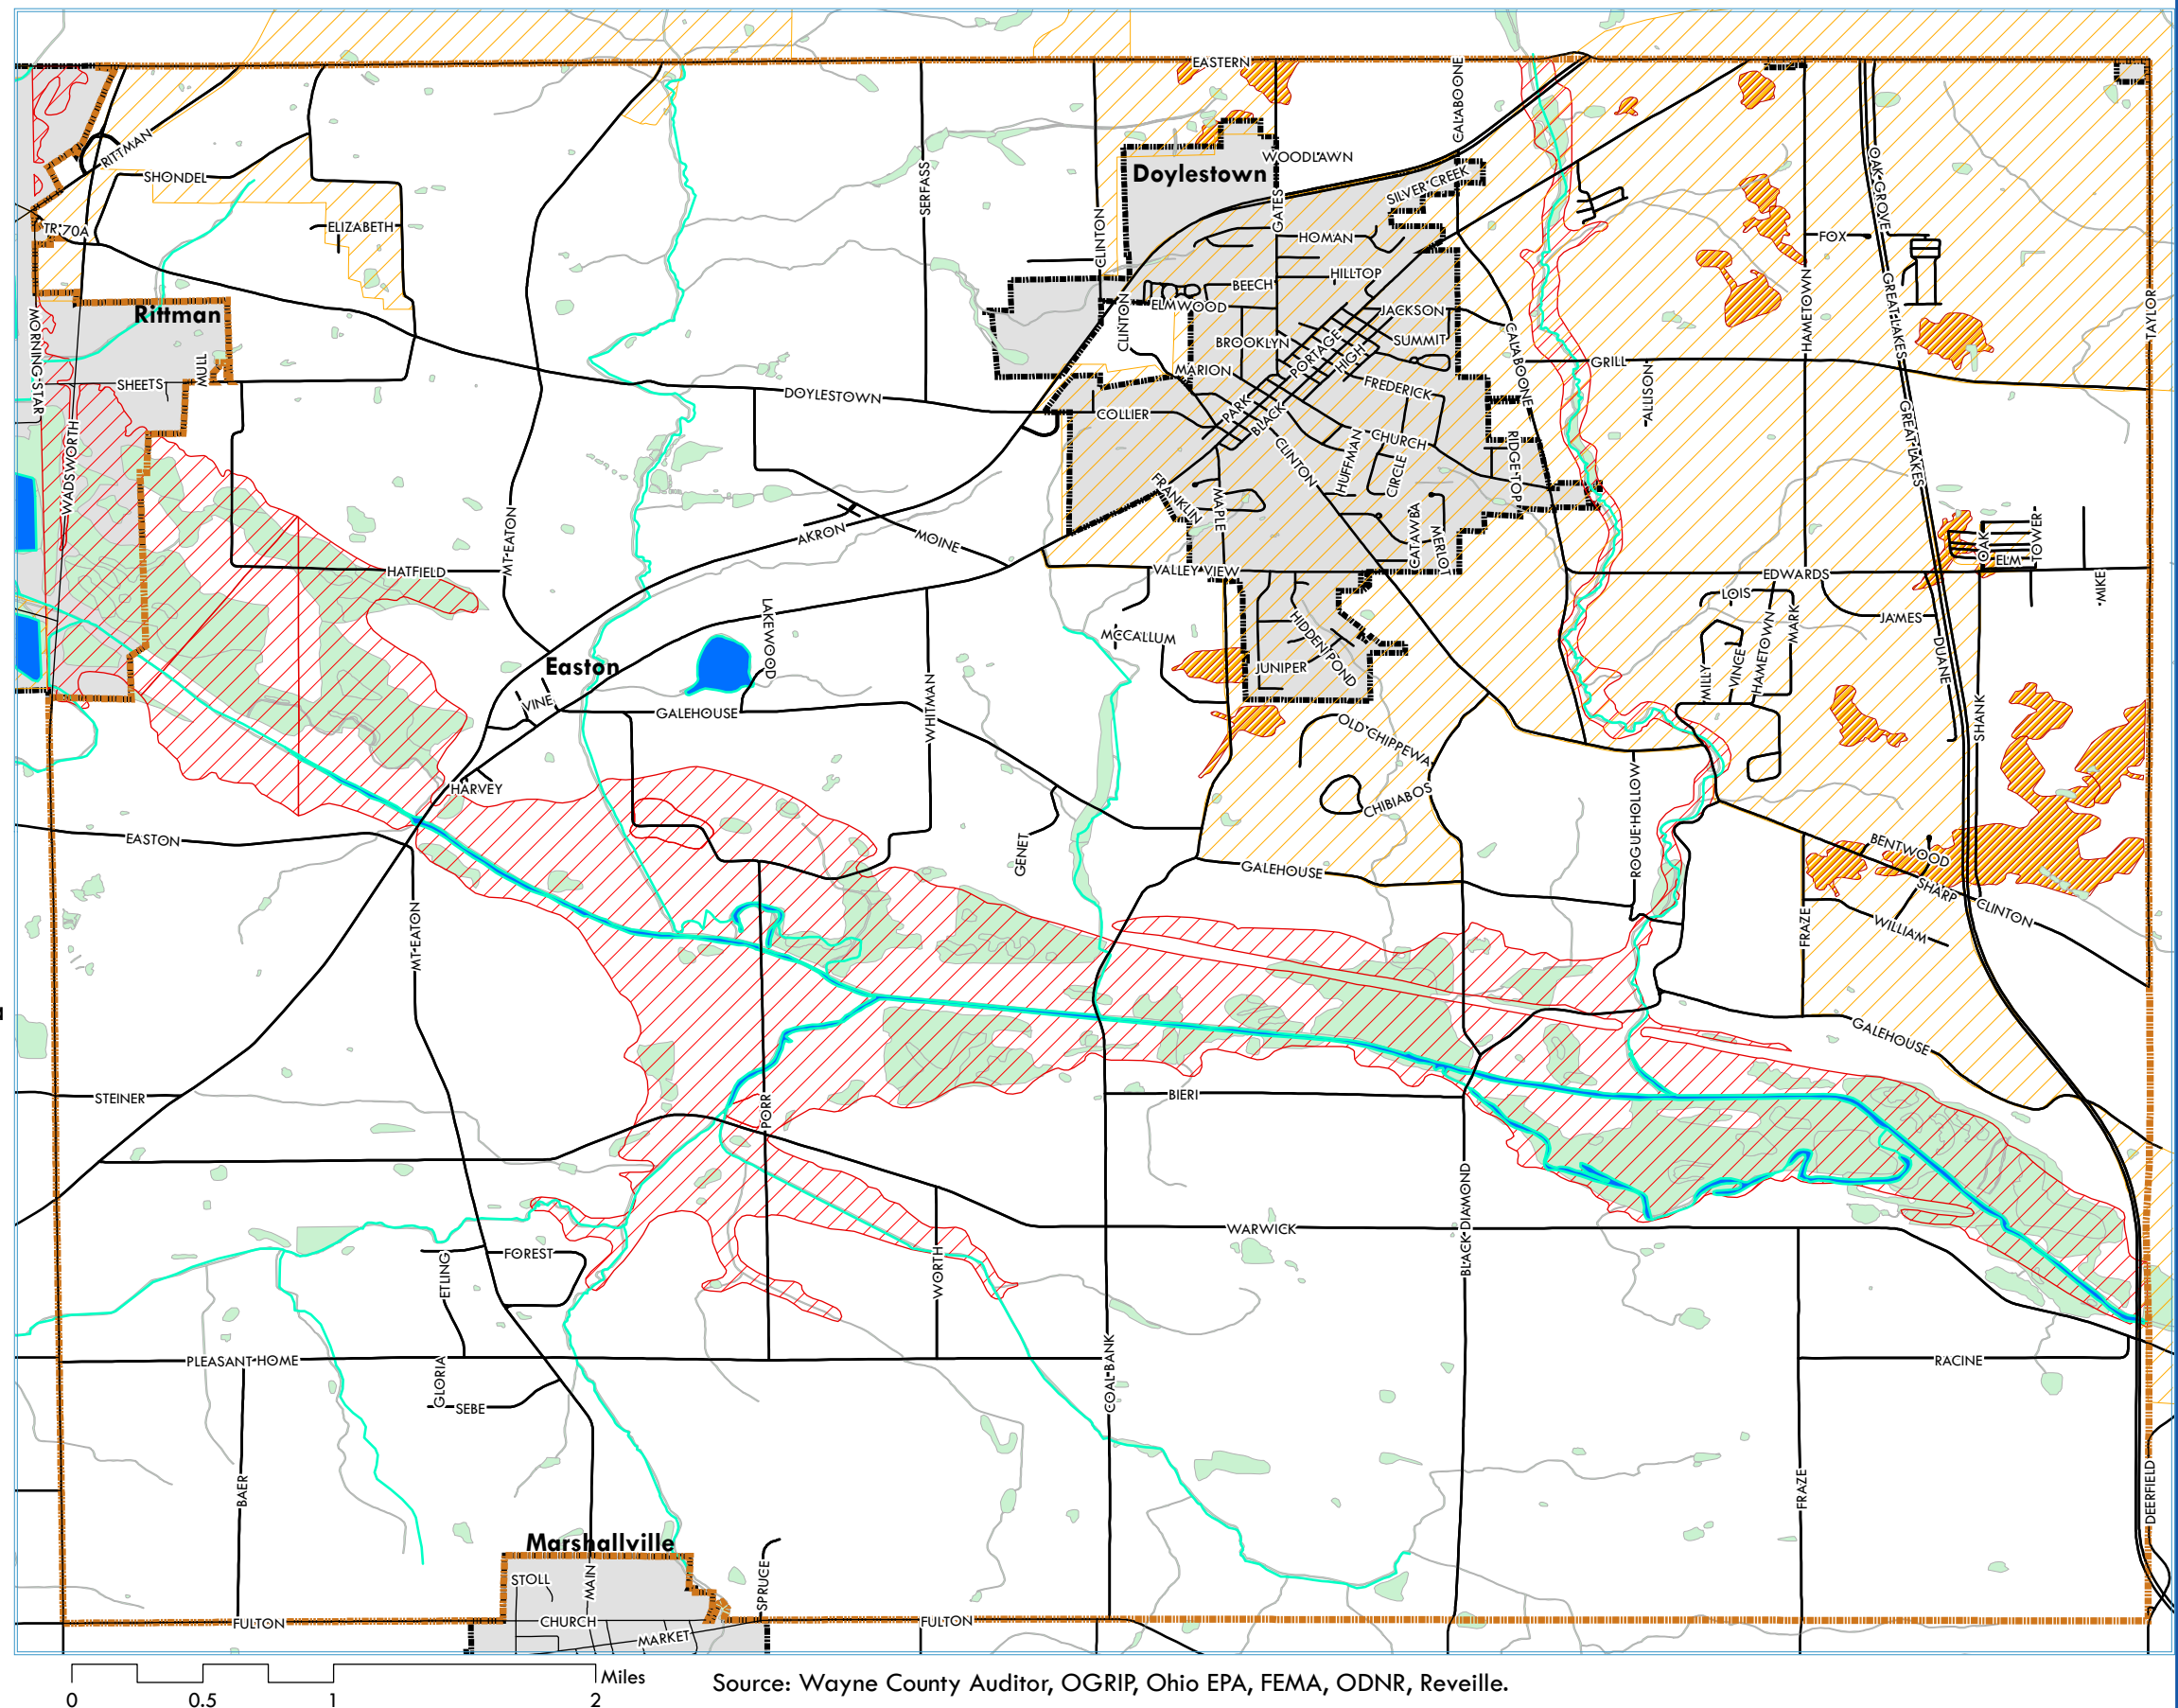 EASTERN
CALABOONE
RITTMAN
WOODLAWN
OAK GROVE
SHONDEL
Doylestown
SERFASS
SILVER CREEK
GATES
TR 70A
ELIZABETH
CLINTON
HOMAN
FOX
HILLTOP
BEECH
HAMETOWN
GREAT LAKES
TAYLOR
Rittman
ELMWOOD
CLINTON
JACKSON
MORNING STAR
BROOKLYN
PORTAGE
SUMMIT
CALABOONE
HIGH
GRILL
MULL
SHEETS
MARION
FREDERICK
ALLISON
DOYLESTOWN
PARK
BLACK
COLLIER
GREAT LAKES
WADSWORTH
CHURCH
RIDGE TOP
CLINTON
HUFFMAN
CIRCLE
FRANKLIN
MAPLE
MT EATON
AKRON
MOINE
CATAWBA
MERLOT
OAK
TOWER
ELM
HATFIELD
VALLEY VIEW
EDWARDS
MIKE
LOIS
LAKEWOOD
MARK
JAMES
HIDDEN POND
MCCALLUM
HAMETOWN
DUANE
Easton
JUNIPER
VINCE
MILLY
VINE
GALEHOUSE
WHITMAN
OLD CHIPPEWA
SHANK
HARVEY
CHIBIABOS
ROGUE HOLLOW
EASTON
GENET
BENTWOOD
GALEHOUSE
SHARP
CLINTON
MT EATON
FRAZE
WILLIAM
GALEHOUSE
STEINER
PORR
BIERI
BLACK DIAMOND
WARWICK
FOREST
ETLING
WORTH
PLEASANT HOME
GLORIA
COAL BANK
RACINE
SEBE
BAER
FRAZE
DEERFIELD
Marshallville
STOLL
MAIN
SPRUCE
FULTON
CHURCH
FULTON
MARKET
Miles
0
0.5
1
2
Source: Wayne County Auditor, OGRIP, Ohio EPA, FEMA, ODNR, Reveille.